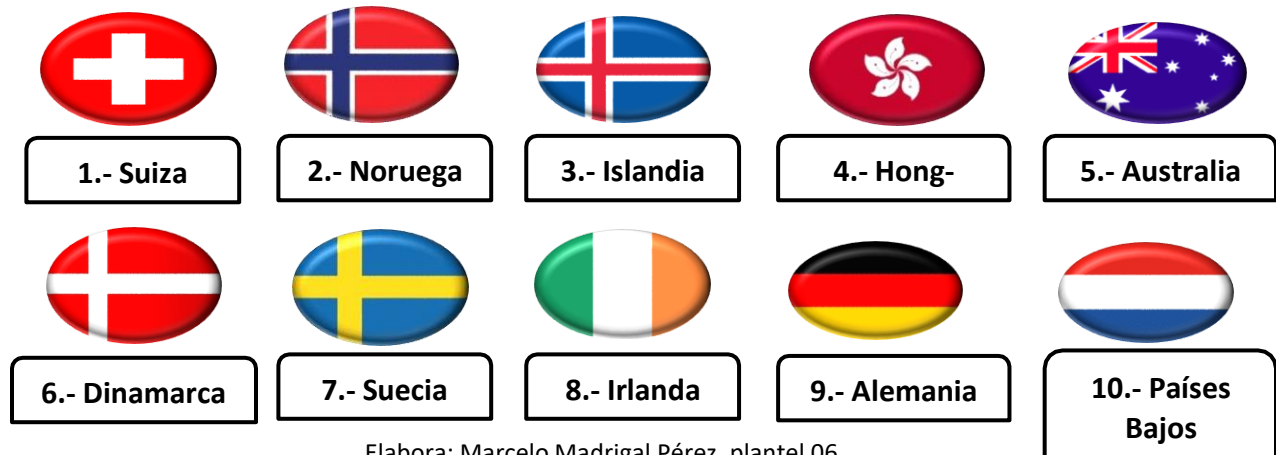 1.- Suiza
2.- Noruega
3.- Islandia
4.- Hong-
5.- Australia
6.- Dinamarca
7.- Suecia
8.- Irlanda
9.- Alemania
10.- Países
Bajos
Elabora: Marcelo Madrigal Pérez, plantel 06